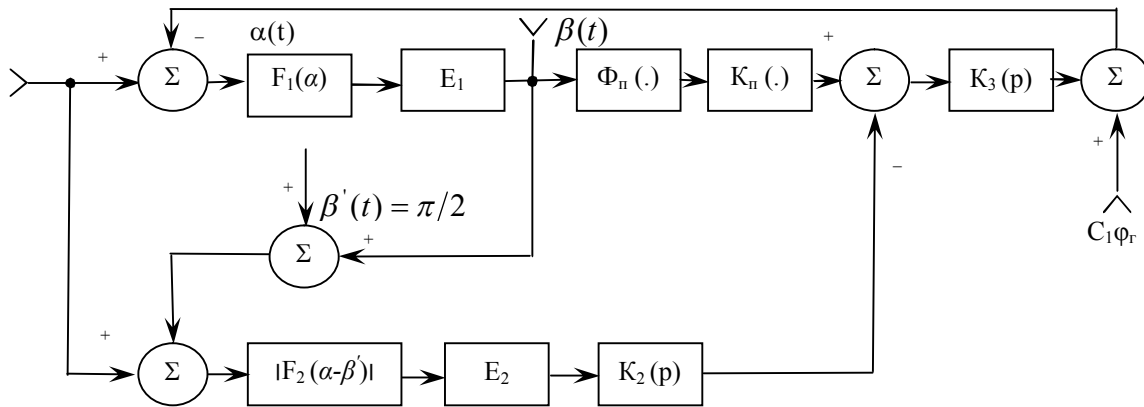 α(t) β(t)
+ − Σ F₁(α) E₁ Φп(.) Kп(.) + Σ K₃(p) Σ
− +
+ β'(t) = π/2
Σ +
C₁φг
+ Σ |F₂(α-β')| E₂ K₂(p)